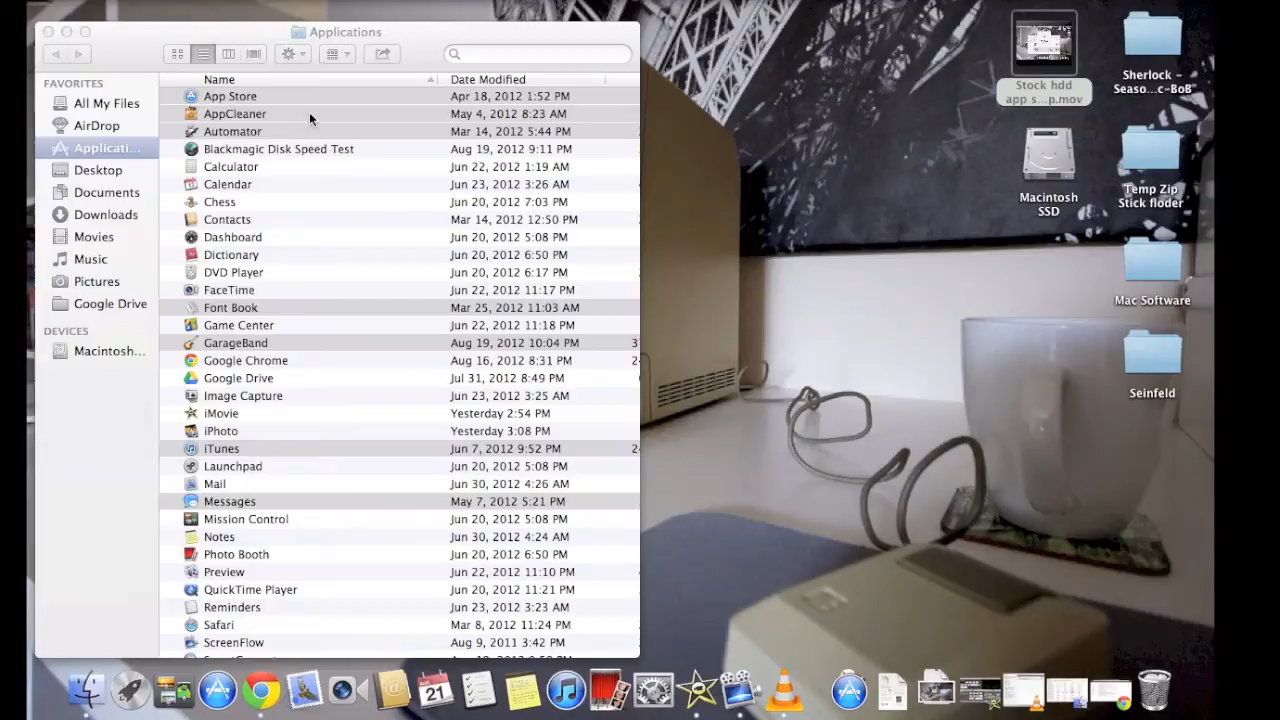 Applications
Name
Date Modified
FAVORITES
All My Files
AirDrop
Applicati...
Desktop
Documents
Downloads
Movies
Music
Pictures
Google Drive
DEVICES
Macintosh...
App Store Apr 18, 2012 1:52 PM
AppCleaner May 4, 2012 8:23 AM
Automator Mar 14, 2012 5:44 PM
Blackmagic Disk Speed Test Aug 19, 2012 9:11 PM
Calculator Jun 22, 2012 1:19 AM
Calendar Jun 23, 2012 3:26 AM
Chess Jun 20, 2012 7:03 PM
Contacts Mar 14, 2012 12:50 PM
Dashboard Jun 20, 2012 5:08 PM
Dictionary Jun 20, 2012 6:50 PM
DVD Player Jun 20, 2012 6:17 PM
FaceTime Jun 22, 2012 11:17 PM
Font Book Mar 25, 2012 11:03 AM
Game Center Jun 22, 2012 11:18 PM
GarageBand Aug 19, 2012 10:04 PM
Google Chrome Aug 16, 2012 8:31 PM
Google Drive Jul 31, 2012 8:49 PM
Image Capture Jun 23, 2012 3:25 AM
iMovie Yesterday 2:54 PM
iPhoto Yesterday 3:08 PM
iTunes Jun 7, 2012 9:52 PM
Launchpad Jun 20, 2012 5:08 PM
Mail Jun 30, 2012 4:26 AM
Messages May 7, 2012 5:21 PM
Mission Control Jun 20, 2012 5:08 PM
Notes Jun 30, 2012 4:24 AM
Photo Booth Jun 20, 2012 6:50 PM
Preview Jun 22, 2012 11:10 PM
QuickTime Player Jun 20, 2012 11:21 PM
Reminders Jun 23, 2012 3:23 AM
Safari Mar 8, 2012 11:24 PM
ScreenFlow Aug 9, 2011 3:42 PM
Stock hdd
app s...p.mov
Sherlock -
Seaso...c-BoB
Macintosh
SSD
Temp Zip
Stick floder
Mac Software
Seinfeld
AUG
21